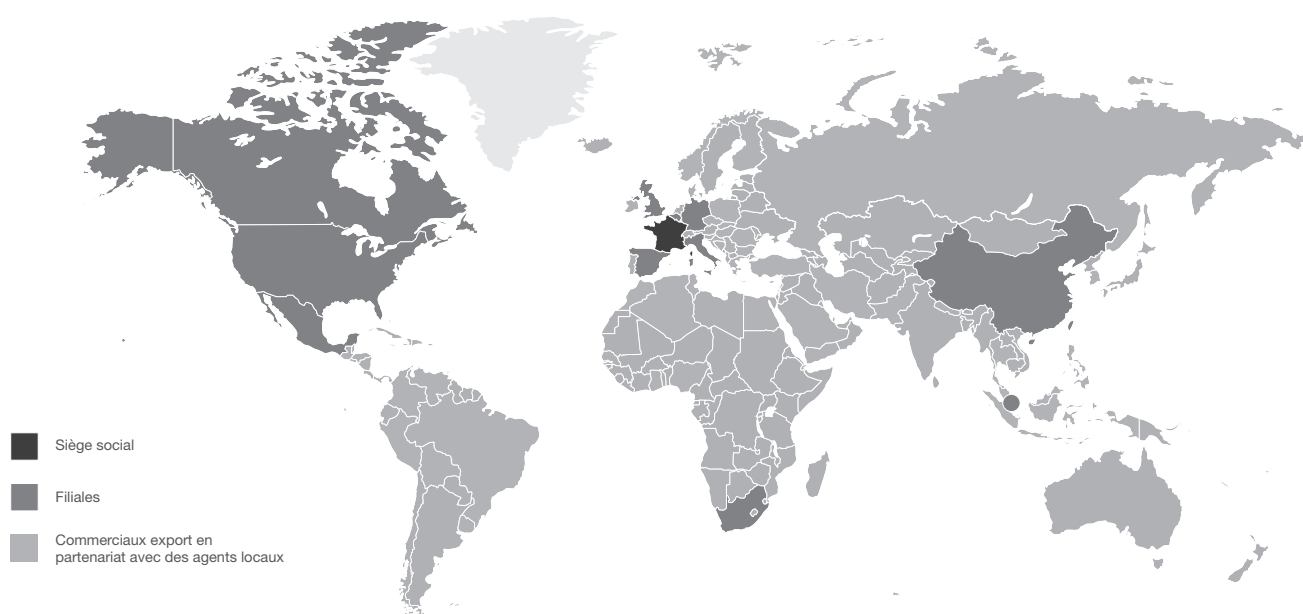 Siège social
Filiales
Commerciaux export en
partenariat avec des agents locaux